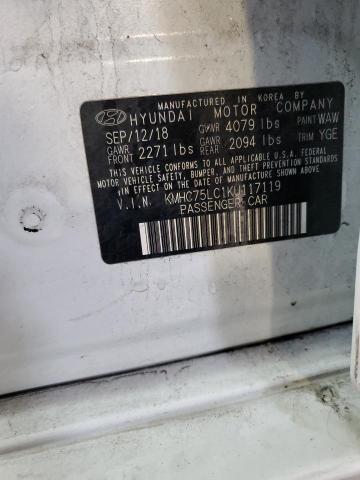 MANUFACTURED IN KOREA BY
HYUNDAI MOTOR COMPANY
SEP/12/18 GVWR 4079 lbs PAINT WAW
GAWR FRONT 2271 lbs GAWR REAR 2094 lbs TRIM YGE
THIS VEHICLE CONFORMS TO ALL APPLICABLE U.S.A. FEDERAL
MOTOR VEHICLE SAFETY, BUMPER, AND THEFT PREVENTION
STANDARDS IN EFFECT ON THE DATE OF MANUFACTURE
SHOWN ABOVE.
V.I.N. KMHC75LC1KU117119
PASSENGER CAR